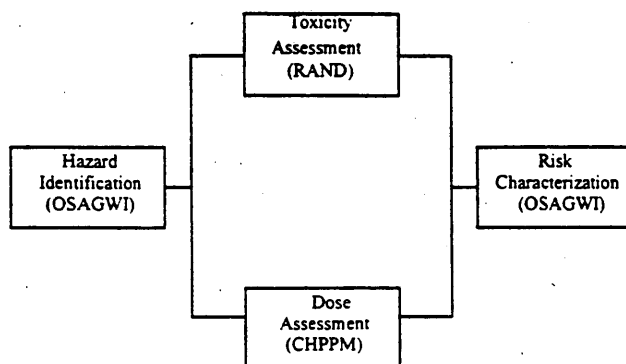 Toxicity
Assessment
(RAND)
Hazard
Identification
(OSAGWI)
Risk
Characterization
(OSAGWI)
Dose
Assessment
(CHPPM)